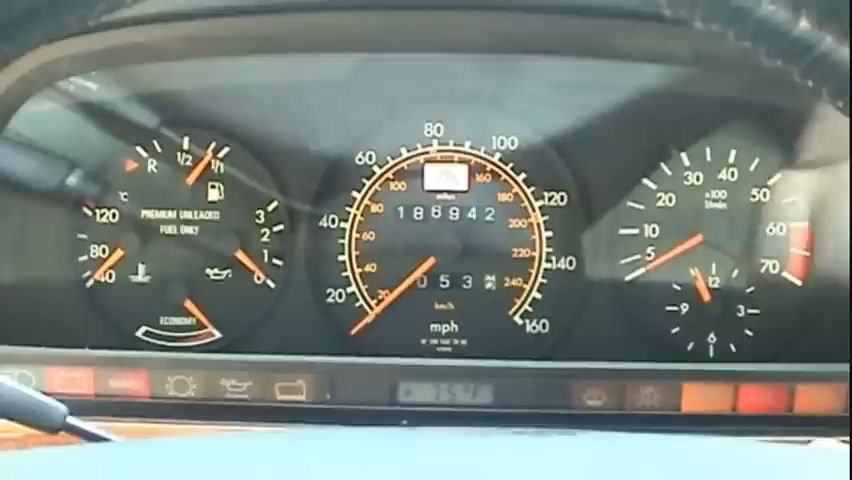 R 1/2 1/1
°C
120
80
40
PREMIUM UNLEADED
FUEL ONLY
3
2
1
0
ECONOMY
20 40 60 80 100 120 140 160
20 40 60 80 100 160 180 200 220 240
miles
186942
053
km/h
mph
5 10 20 30 40 50 60 70
x100
1/min
12
3
6
9